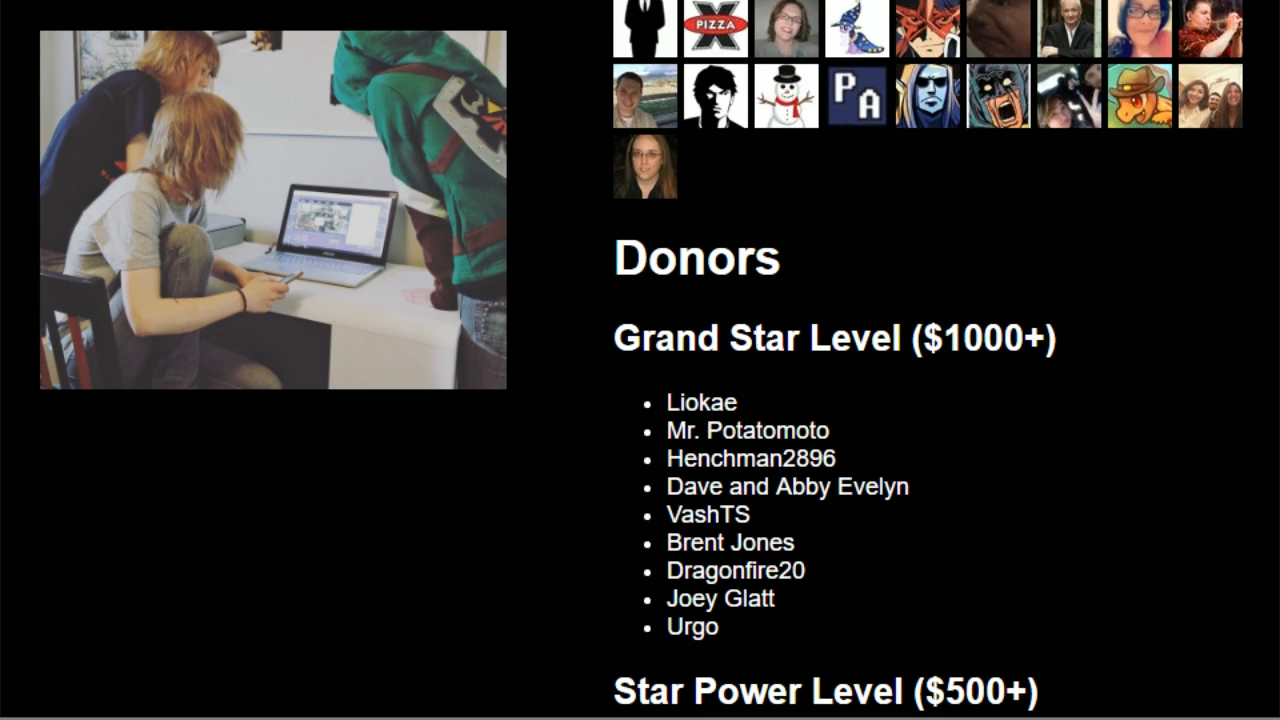 PIZZA
P
A
Donors
Grand Star Level ($1000+)
Liokae
Mr. Potatomoto
Henchman2896
Dave and Abby Evelyn
VashTS
Brent Jones
Dragonfire20
Joey Glatt
Urgo
Star Power Level ($500+)